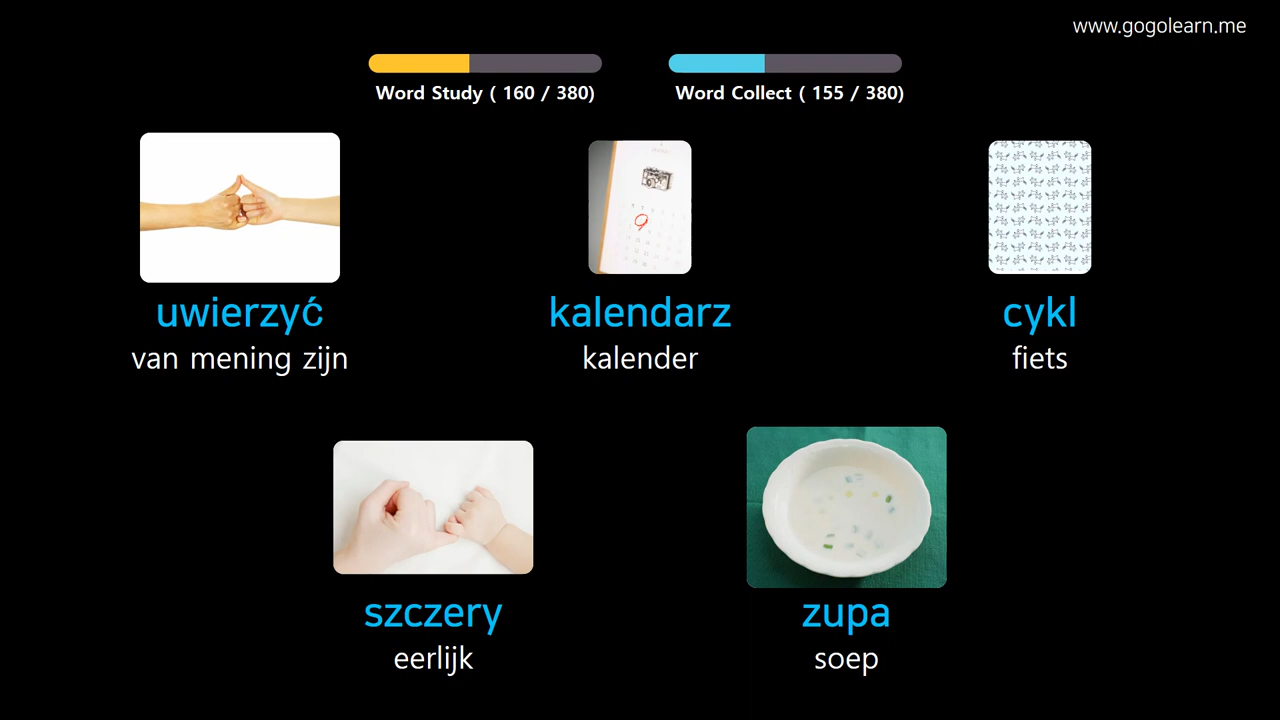 www.gogolearn.me
Word Study ( 160 / 380)
Word Collect ( 155 / 380)
uwierzyć
van mening zijn
kalendarz
kalender
cykl
fiets
szczery
eerlijk
zupa
soep